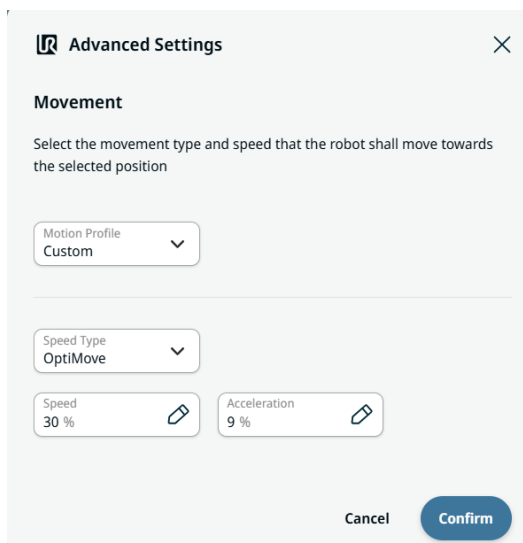 UR Advanced Settings
Movement
Select the movement type and speed that the robot shall move towards
the selected position
Motion Profile
Custom
Speed Type
OptiMove
Speed
30 %
Acceleration
9 %
Cancel
Confirm